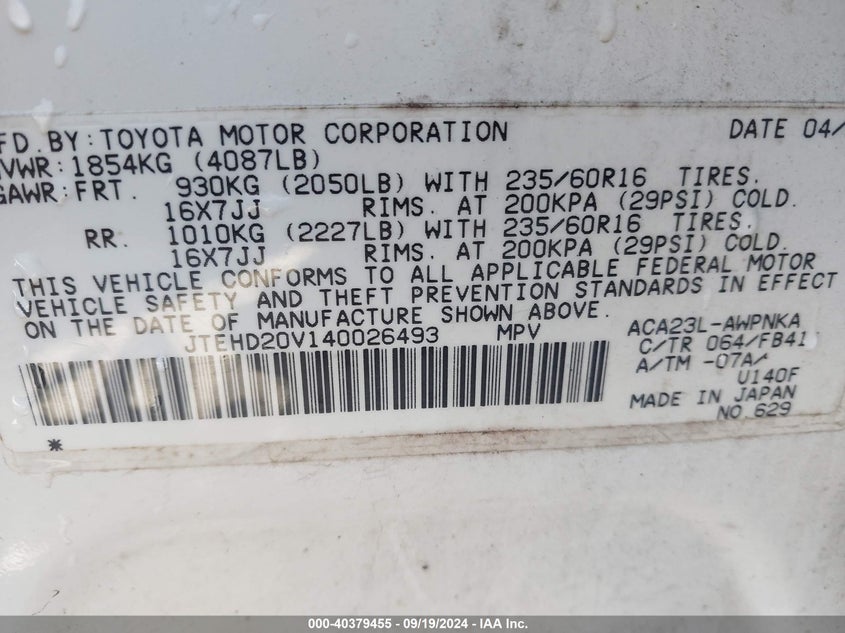 FD. BY: TOYOTA MOTOR CORPORATION DATE 04/
VWR: 1854KG (4087LB)
GAWR: FRT. 930KG (2050LB) WITH 235/60R16 TIRES.
16X7JJ RIMS. AT 200KPA (29PSI) COLD.
RR. 1010KG (2227LB) WITH 235/60R16 TIRES.
16X7JJ RIMS. AT 200KPA (29PSI) COLD.
THIS VEHICLE CONFORMS TO ALL APPLICABLE FEDERAL MOTOR
VEHICLE SAFETY AND THEFT PREVENTION STANDARDS IN EFFECT
ON THE DATE OF MANUFACTURE SHOWN ABOVE.
JTEHD20V140026493 MPV
ACA23L-AWPNKA
C/TR 064/FB41
A/TM -07A/
U140F
MADE IN JAPAN
NO.629
*
000-40379455 - 09/19/2024 - IAA Inc.